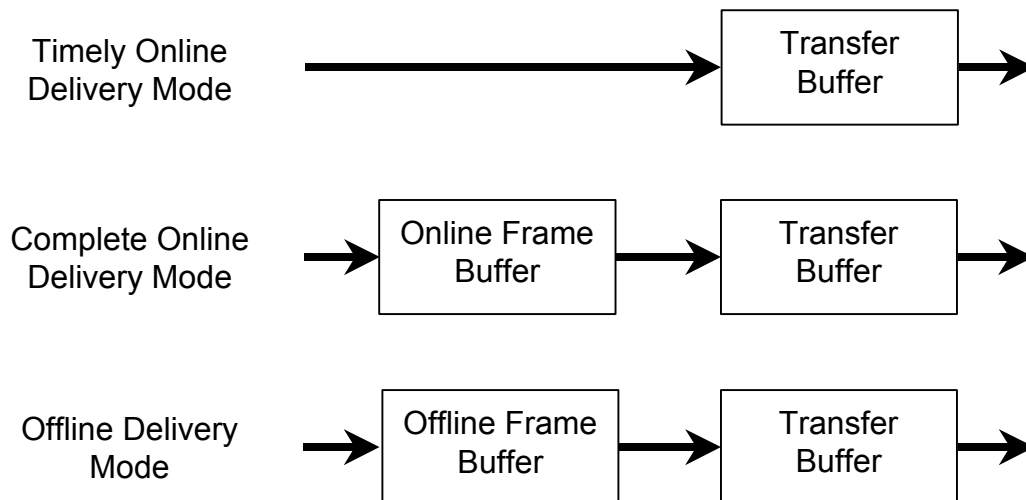 Timely Online
Delivery Mode
Transfer
Buffer
Complete Online
Delivery Mode
Online Frame
Buffer
Transfer
Buffer
Offline Delivery
Mode
Offline Frame
Buffer
Transfer
Buffer